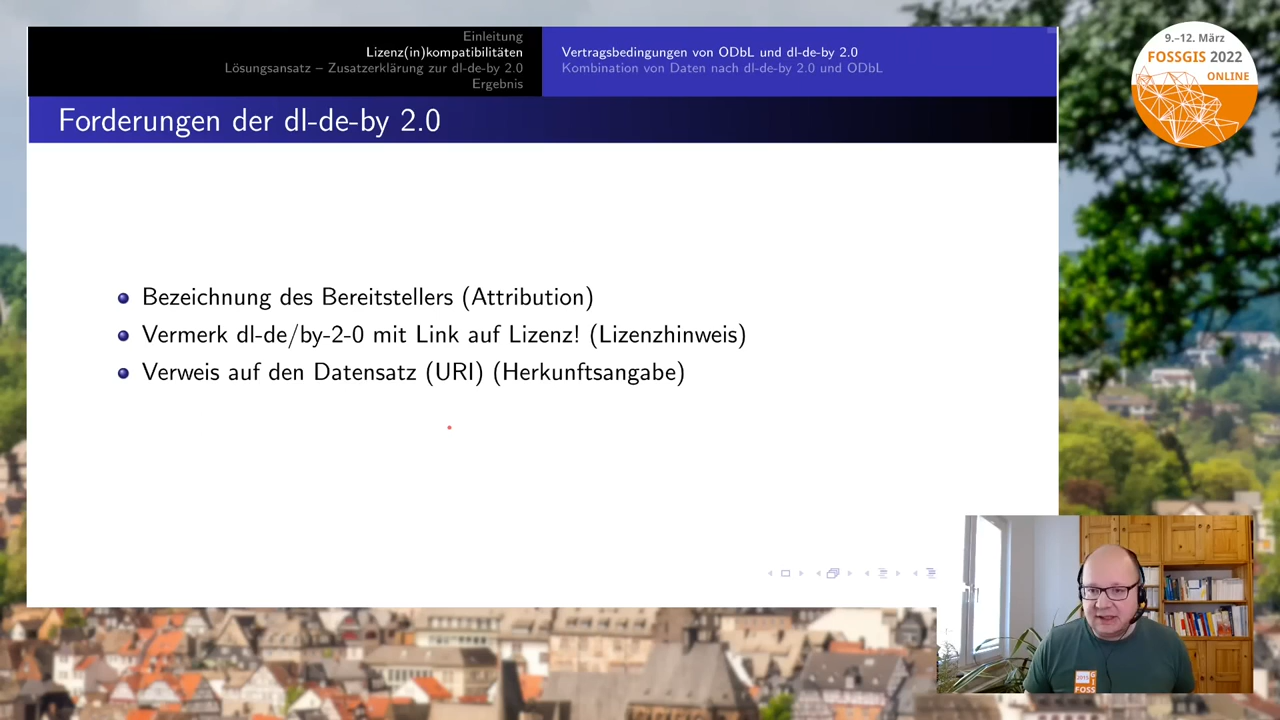 Einleitung
Lizenz(in)kompatibilitäten
Lösungsansatz – Zusatzerklärung zur dl-de-by 2.0
Ergebnis
Vertragsbedingungen von ODbL und dl-de-by 2.0
Kombination von Daten nach dl-de-by 2.0 und ODbL
9.–12. März
FOSSGIS 2022
ONLINE
Forderungen der dl-de-by 2.0
Bezeichnung des Bereitstellers (Attribution)
Vermerk dl-de/by-2-0 mit Link auf Lizenz! (Lizenzhinweis)
Verweis auf den Datensatz (URI) (Herkunftsangabe)
2015
FOSS
GIS